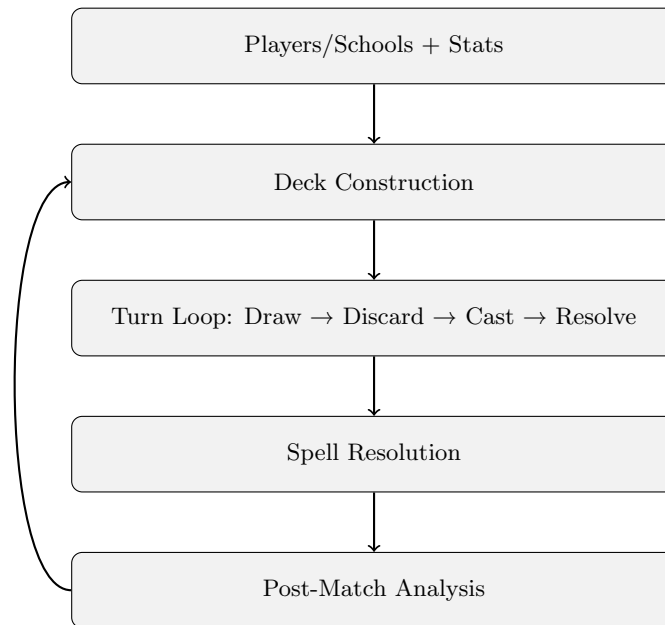 Players/Schools + Stats
Deck Construction
Turn Loop: Draw → Discard → Cast → Resolve
Spell Resolution
Post-Match Analysis